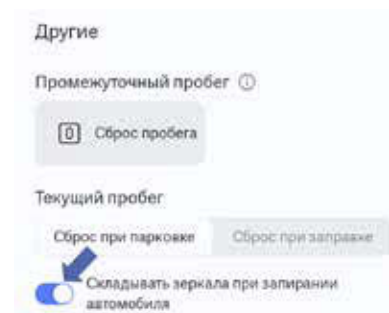 Другие
Промежуточный пробег
0 Сброс пробега
Текущий пробег
Сброс при парковке Сброс при заправке
Складывать зеркала при запирании
автомобиля